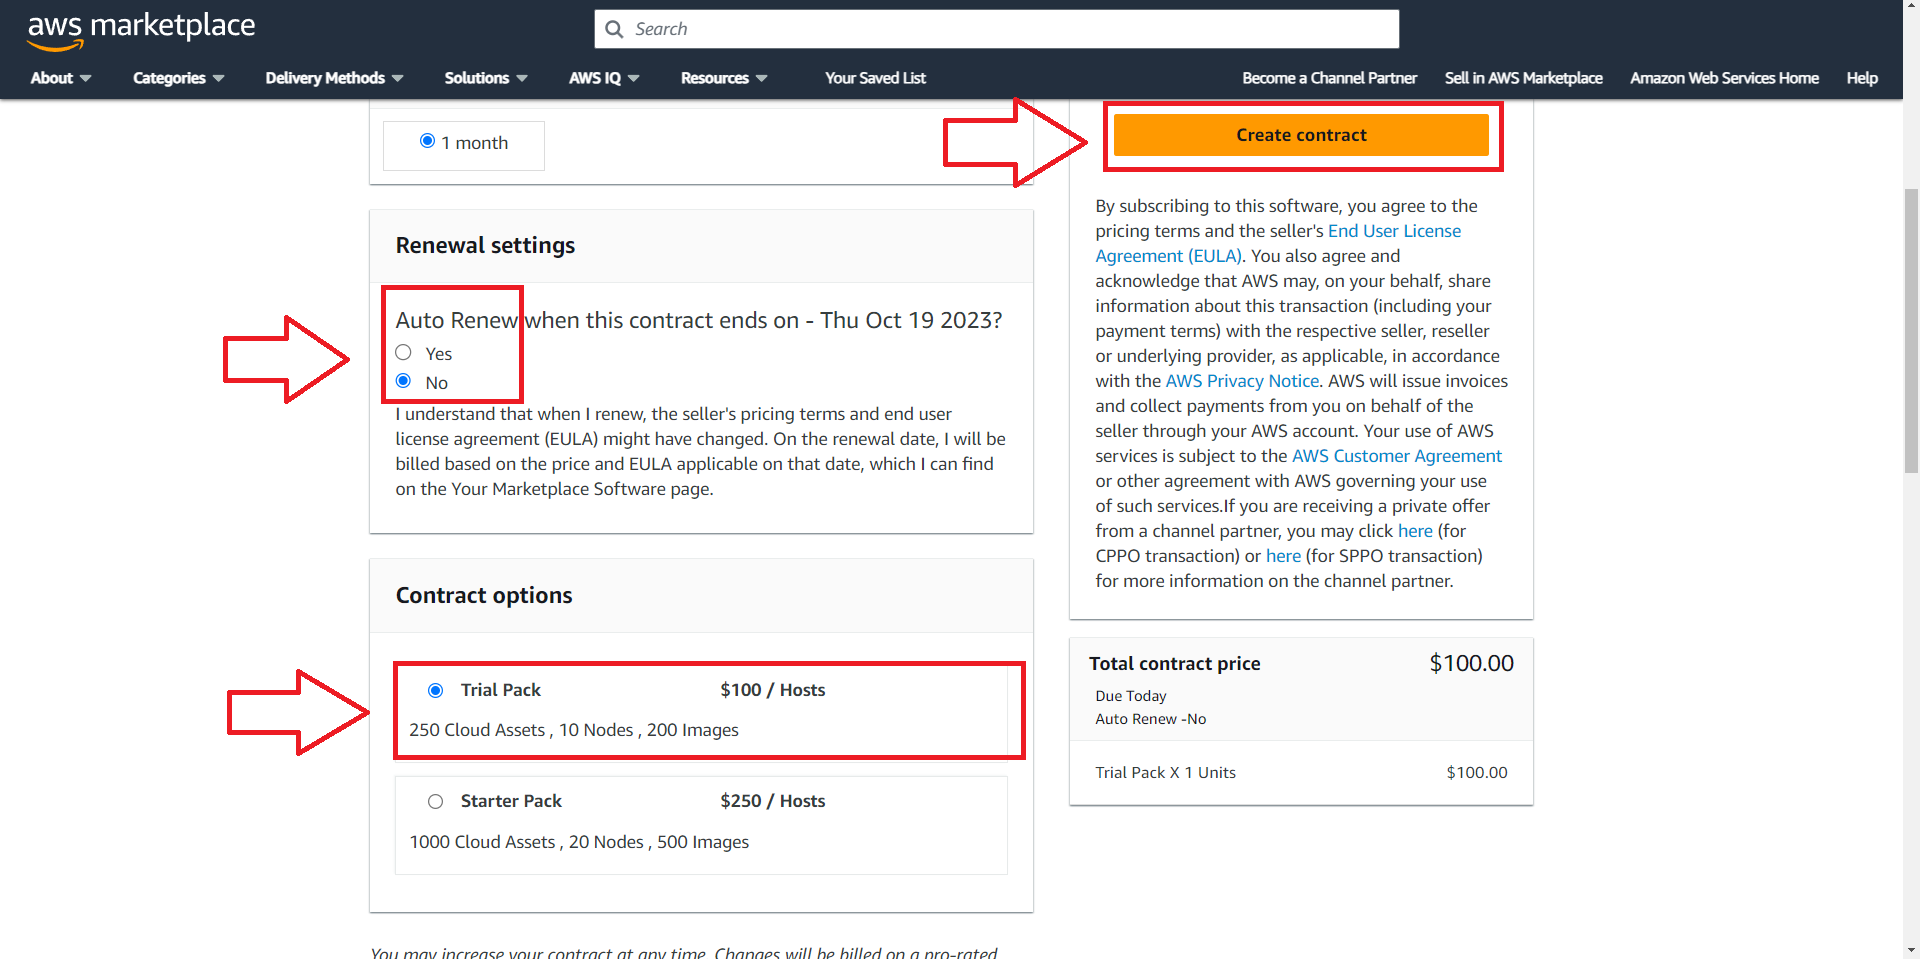 aws marketplace
Search
About
Categories
Delivery Methods
Solutions
AWS IQ
Resources
Your Saved List
Become a Channel Partner
Sell in AWS Marketplace
Amazon Web Services Home
Help
1 month
Renewal settings
Auto Renew when this contract ends on - Thu Oct 19 2023?
Yes
No
I understand that when I renew, the seller's pricing terms and end user
license agreement (EULA) might have changed. On the renewal date, I will be
billed based on the price and EULA applicable on that date, which I can find
on the Your Marketplace Software page.
Contract options
Trial Pack $100 / Hosts
250 Cloud Assets , 10 Nodes , 200 Images
Starter Pack $250 / Hosts
1000 Cloud Assets , 20 Nodes , 500 Images
You may increase your contract at any time. Changes will be billed on a pro-rated
Create contract
By subscribing to this software, you agree to the
pricing terms and the seller's End User License
Agreement (EULA). You also agree and
acknowledge that AWS may, on your behalf, share
information about this transaction (including your
payment terms) with the respective seller, reseller
or underlying provider, as applicable, in accordance
with the AWS Privacy Notice. AWS will issue invoices
and collect payments from you on behalf of the
seller through your AWS account. Your use of AWS
services is subject to the AWS Customer Agreement
or other agreement with AWS governing your use
of such services.If you are receiving a private offer
from a channel partner, you may click here (for
CPPO transaction) or here (for SPPO transaction)
for more information on the channel partner.
Total contract price $100.00
Due Today
Auto Renew -No
Trial Pack X 1 Units $100.00